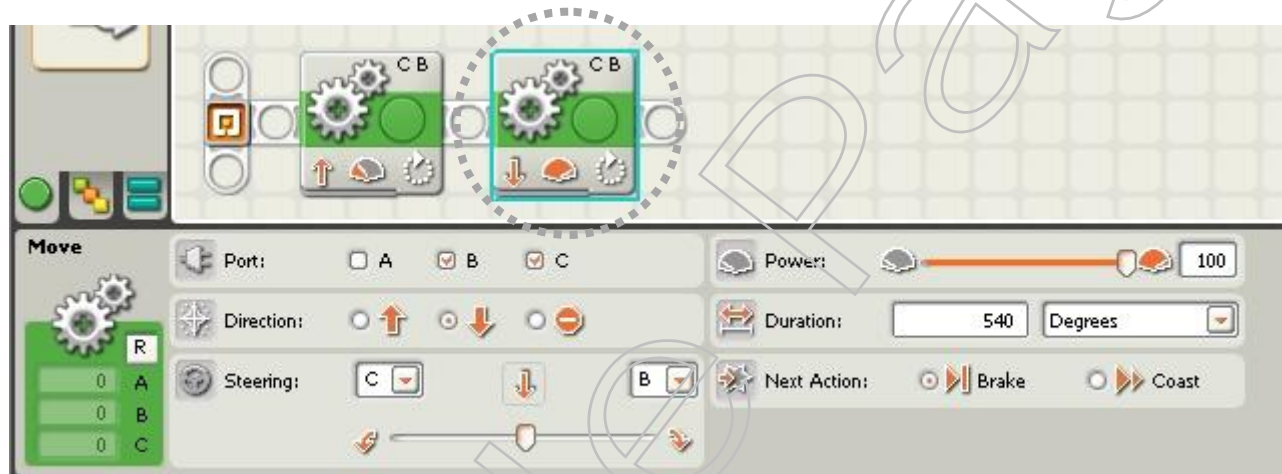 C B
C B
Move
R
0 A
0 B
0 C
Port: A B C
Direction:
Steering: C B
Power: 100
Duration: 540 Degrees
Next Action: Brake Coast